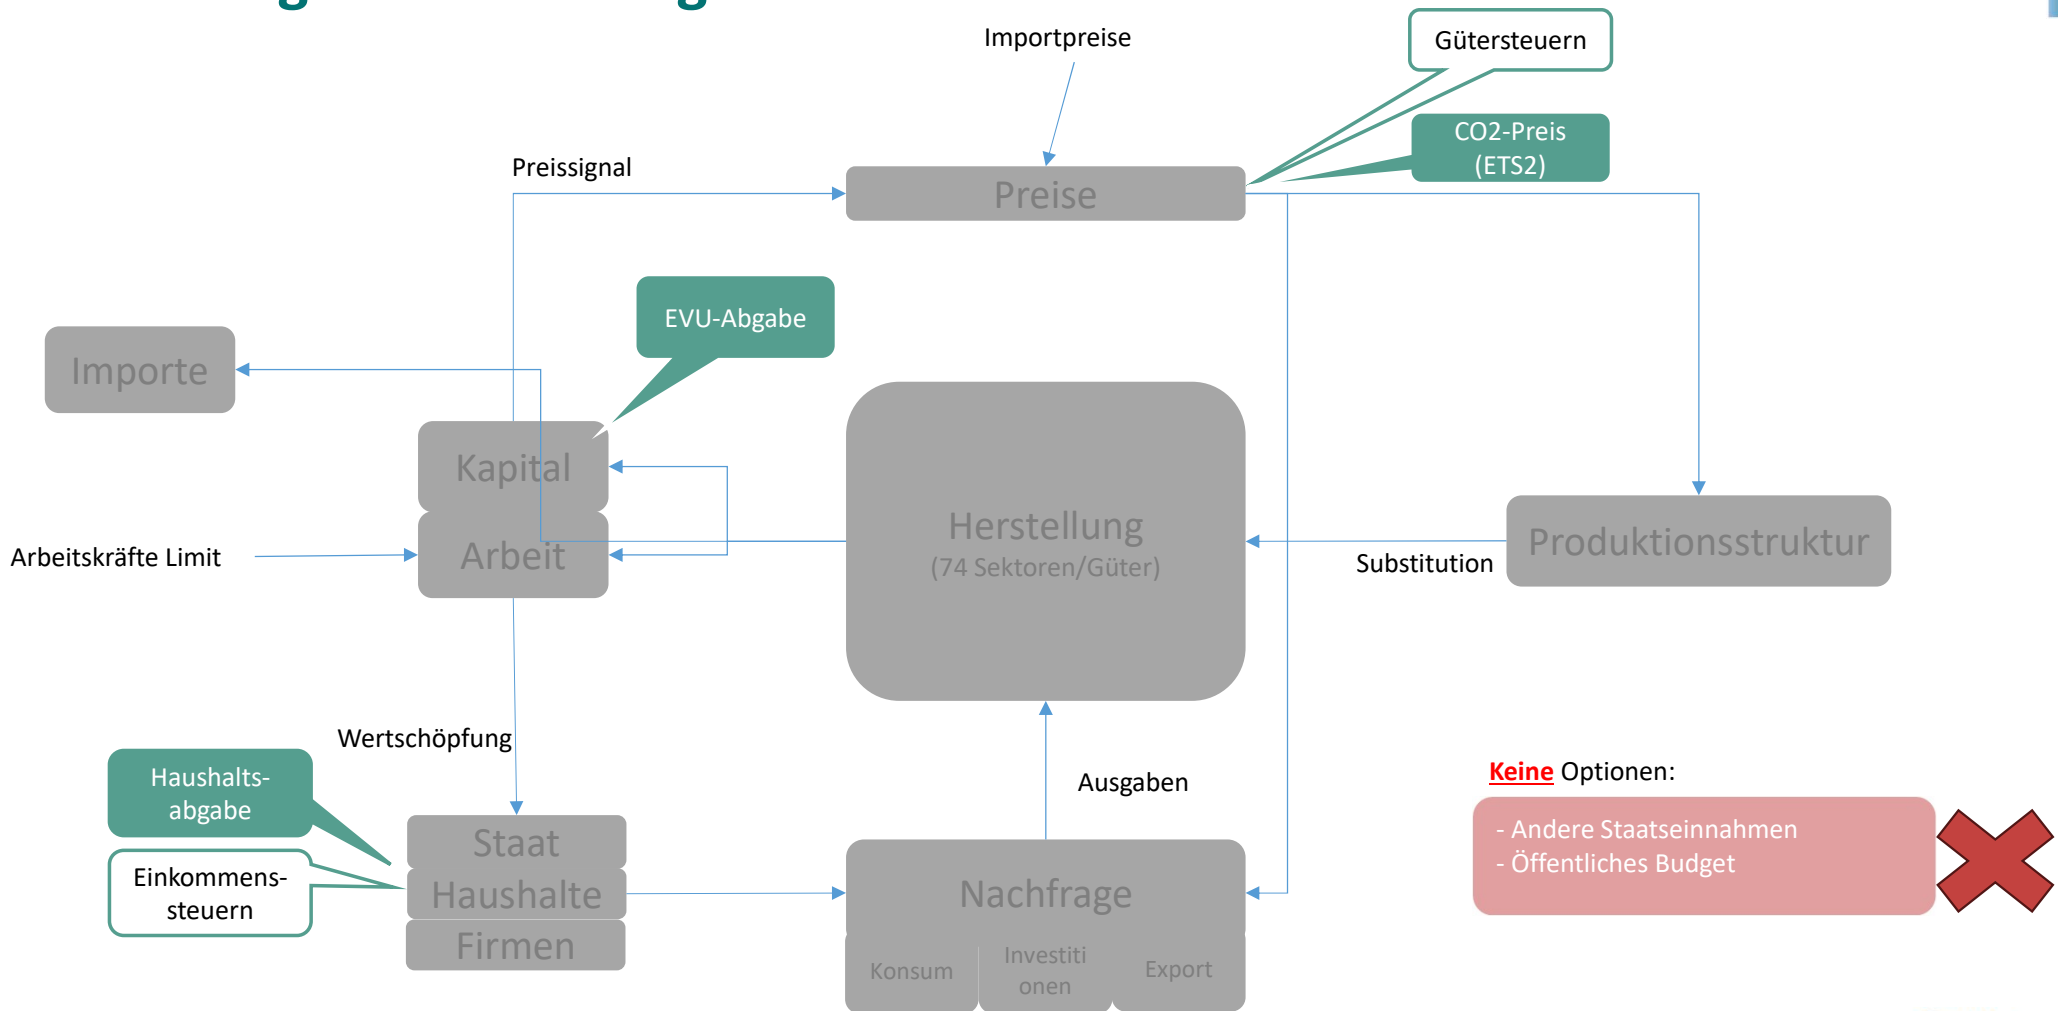 Importpreise
Gütersteuern
CO2-Preis
(ETS2)
Preissignal
Preise
EVU-Abgabe
Importe
Kapital
Herstellung
(74 Sektoren/Güter)
Produktionsstruktur
Arbeitskräfte Limit
Arbeit
Substitution
Wertschöpfung
Haushalts-
abgabe
Ausgaben
Keine Optionen:
- Andere Staatseinnahmen
- Öffentliches Budget
Staat
Einkommens-
steuern
Haushalte
Nachfrage
Firmen
Konsum
Investiti
onen
Export